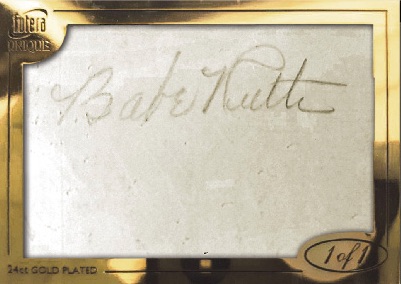 futera
UNIQUE
Babe Ruth
1 of 1
24ct GOLD PLATED